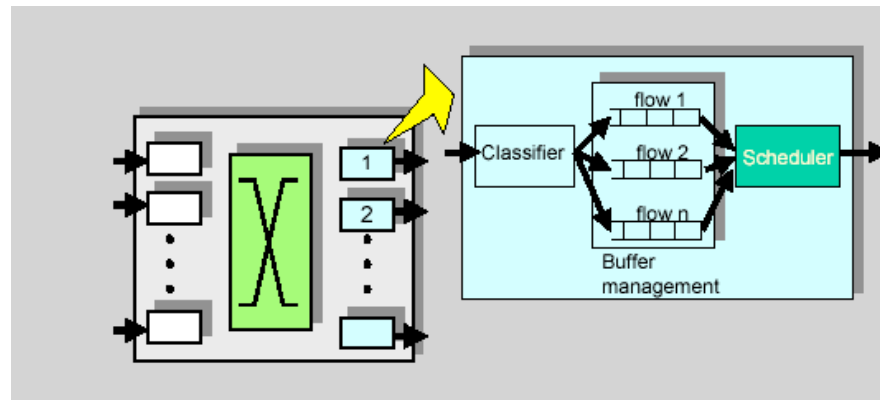 1
2
Classifier
flow 1
flow 2
flow n
Buffer
management
Scheduler